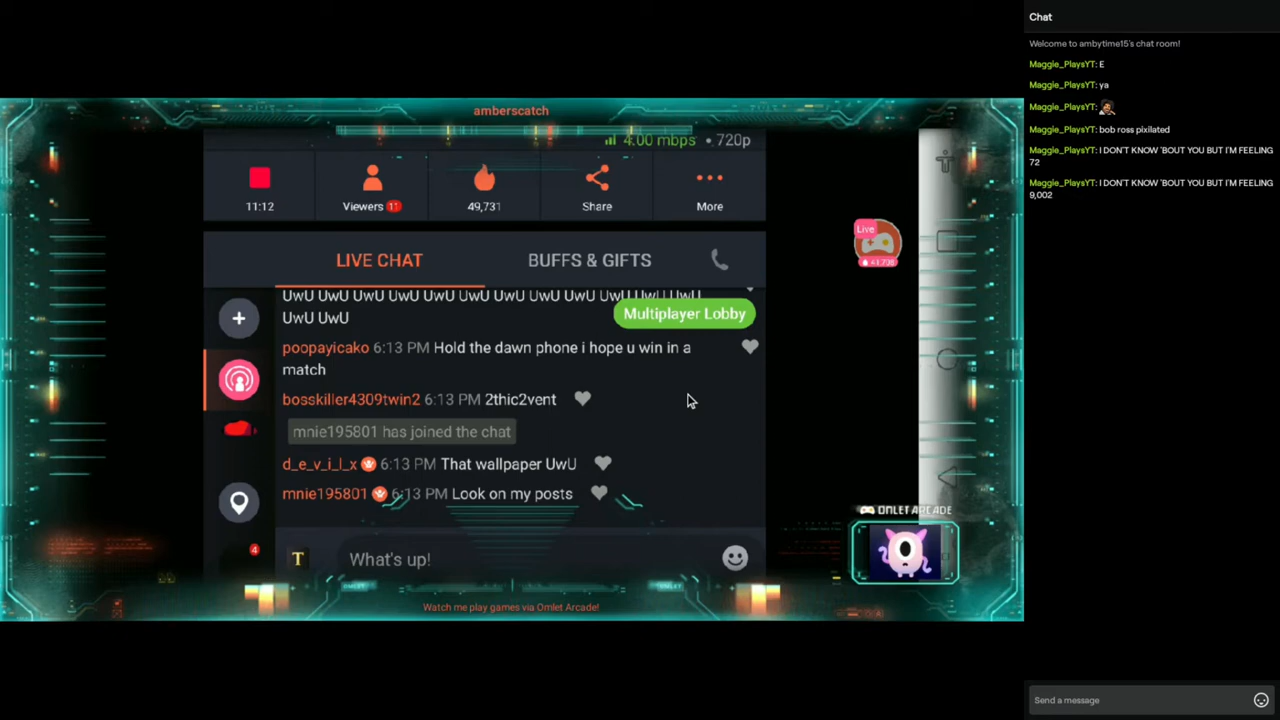 amberscatch
4.00 mbps • 720p
11:12
Viewers 11
49,731
Share
More
LIVE CHAT
BUFFS & GIFTS
UwU UwU UwU UwU UwU UwU UwU UwU UwU UwU UwU UwU
UwU UwU
Multiplayer Lobby
poopayicako 6:13 PM Hold the dawn phone i hope u win in a
match
bosskiller4309twin2 6:13 PM 2thic2vent
mnie195801 has joined the chat
d_e_v_i_l_x 6:13 PM That wallpaper UwU
mnie195801 6:13 PM Look on my posts
4
T
What's up!
Watch me play games via Omlet Arcade!
Live
OMLET ARCADE
Chat
Welcome to ambytime15's chat room!
Maggie_PlaysYT: E
Maggie_PlaysYT: ya
Maggie_PlaysYT:
Maggie_PlaysYT: bob ross pixilated
Maggie_PlaysYT: I DON'T KNOW 'BOUT YOU BUT I'M FEELING
72
Maggie_PlaysYT: I DON'T KNOW 'BOUT YOU BUT I'M FEELING
9,002
Send a message